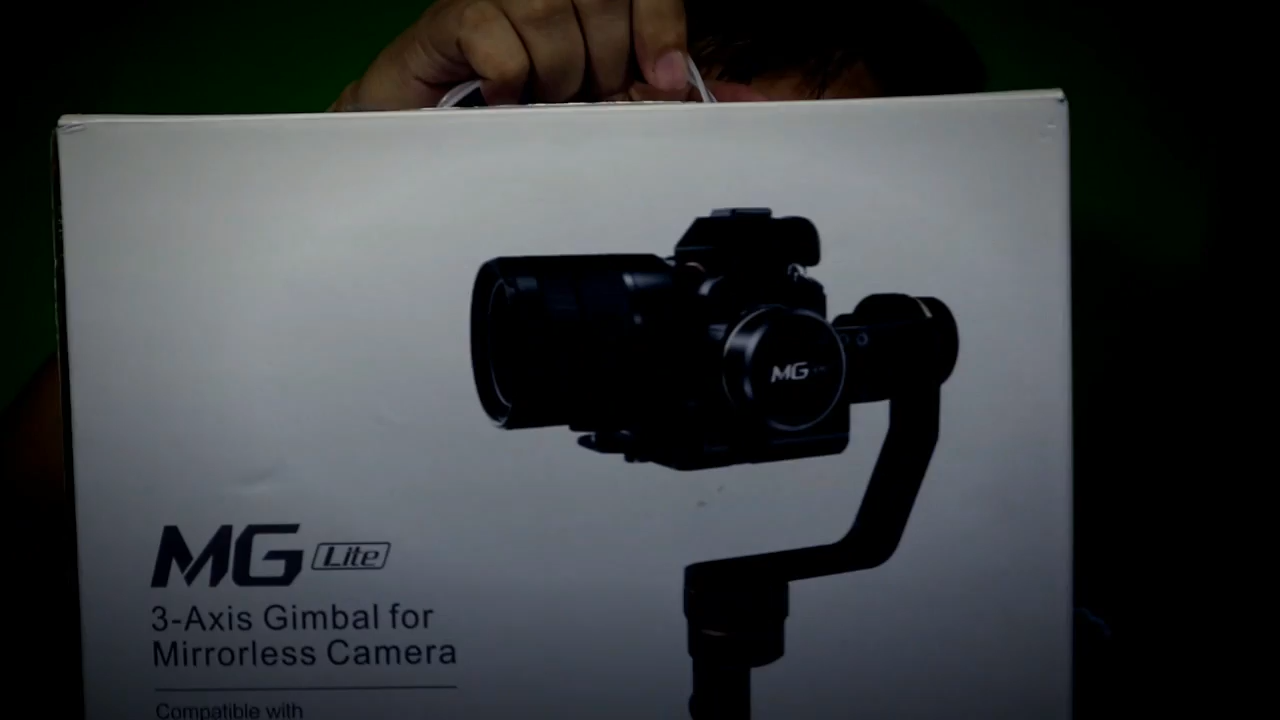 MG
MG Lite
3-Axis Gimbal for
Mirrorless Camera
Compatible with